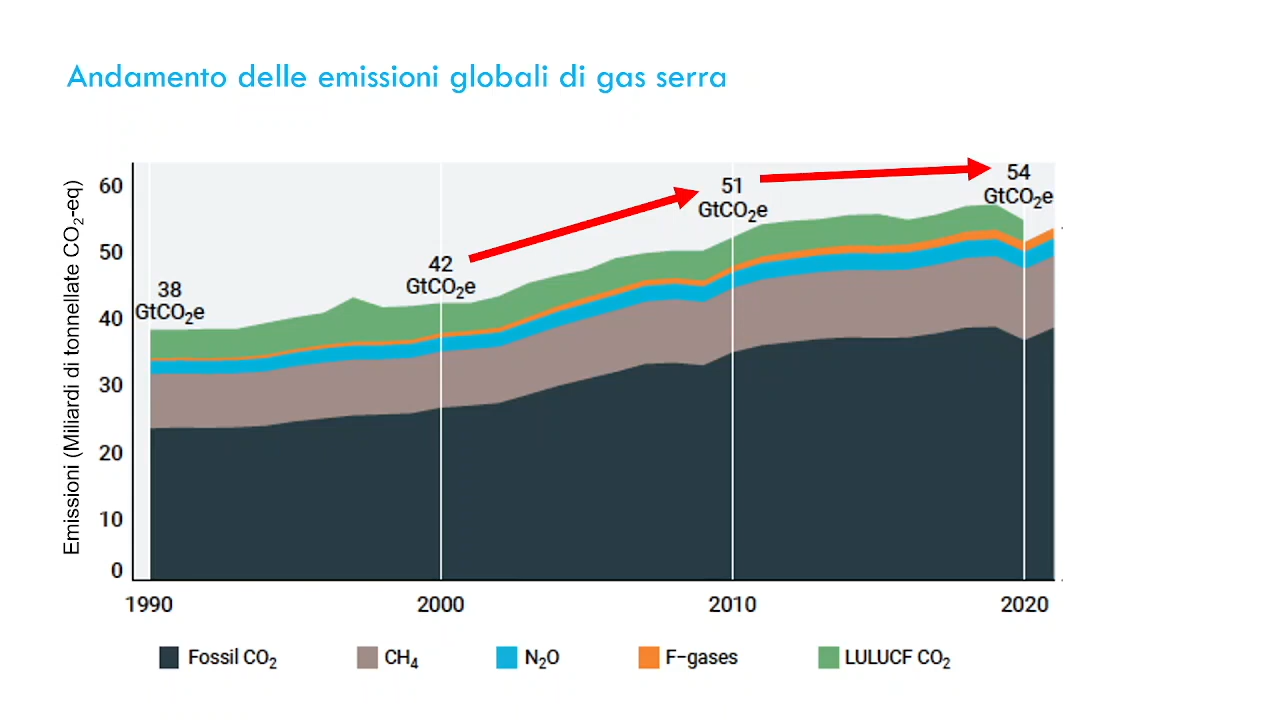 Andamento delle emissioni globali di gas serra
Emissioni (Miliardi di tonnellate CO₂-eq)
60
50
40
30
20
10
0
38
GtCO₂e
42
GtCO₂e
51
GtCO₂e
54
GtCO₂e
1990 2000 2010 2020
Fossil CO₂ CH₄ N₂O F-gases LULUCF CO₂